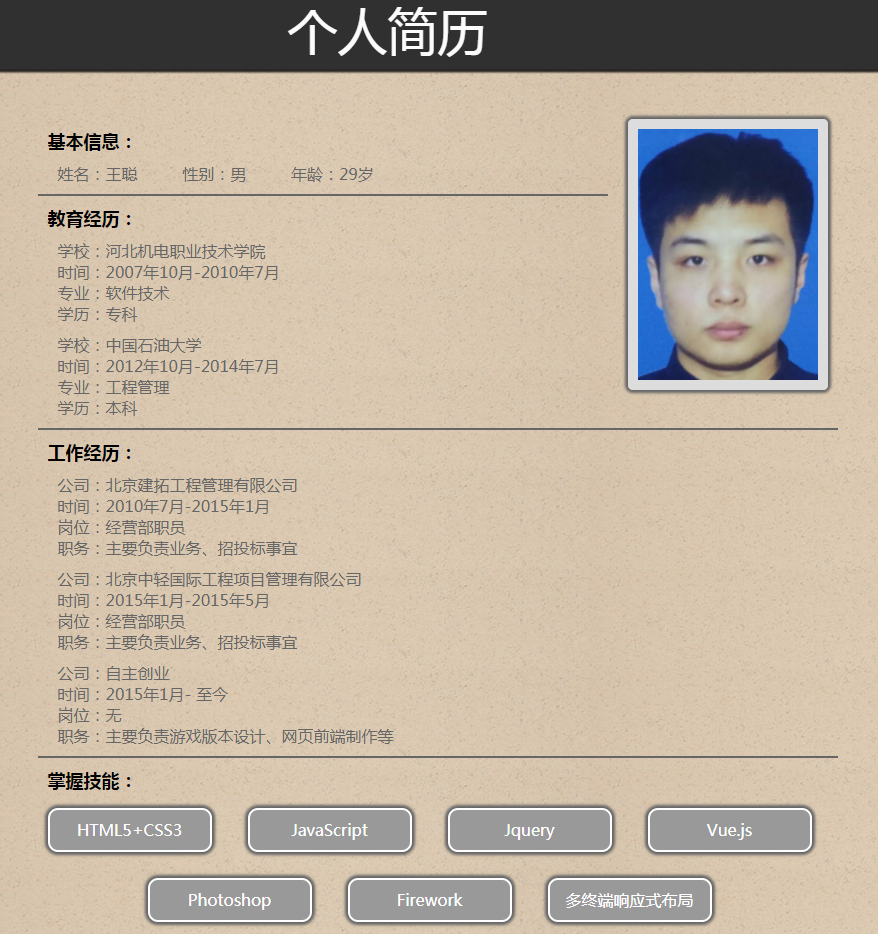 个人简历
基本信息：
姓名：王聪 性别：男 年龄：29岁
教育经历：
学校：河北机电职业技术学院
时间：2007年10月-2010年7月
专业：软件技术
学历：专科
学校：中国石油大学
时间：2012年10月-2014年7月
专业：工程管理
学历：本科
工作经历：
公司：北京建拓工程管理有限公司
时间：2010年7月-2015年1月
岗位：经营部职员
职务：主要负责业务、招投标事宜
公司：北京中轻国际工程项目管理有限公司
时间：2015年1月-2015年5月
岗位：经营部职员
职务：主要负责业务、招投标事宜
公司：自主创业
时间：2015年1月- 至今
岗位：无
职务：主要负责游戏版本设计、网页前端制作等
掌握技能：
HTML5+CSS3 JavaScript Jquery Vue.js
Photoshop Firework 多终端响应式布局